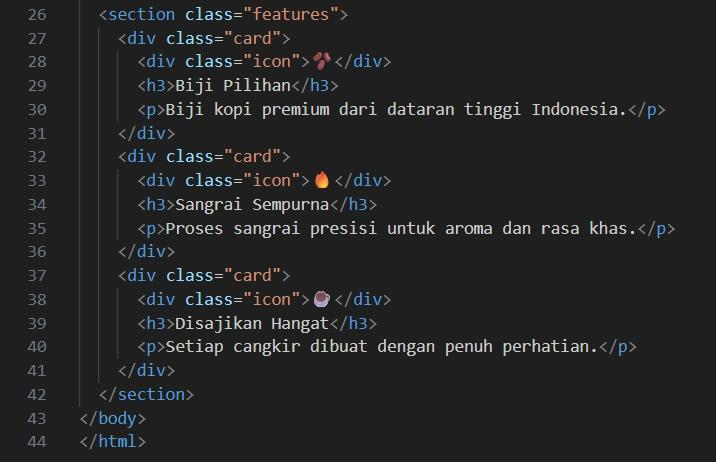 26 <section class="features">
27 <div class="card">
28 <div class="icon">🫘</div>
29 <h3>Biji Pilihan</h3>
30 <p>Biji kopi premium dari dataran tinggi Indonesia.</p>
31 </div>
32 <div class="card">
33 <div class="icon">🔥</div>
34 <h3>Sangrai Sempurna</h3>
35 <p>Proses sangrai presisi untuk aroma dan rasa khas.</p>
36 </div>
37 <div class="card">
38 <div class="icon">☕</div>
39 <h3>Disajikan Hangat</h3>
40 <p>Setiap cangkir dibuat dengan penuh perhatian.</p>
41 </div>
42 </section>
43 </body>
44 </html>